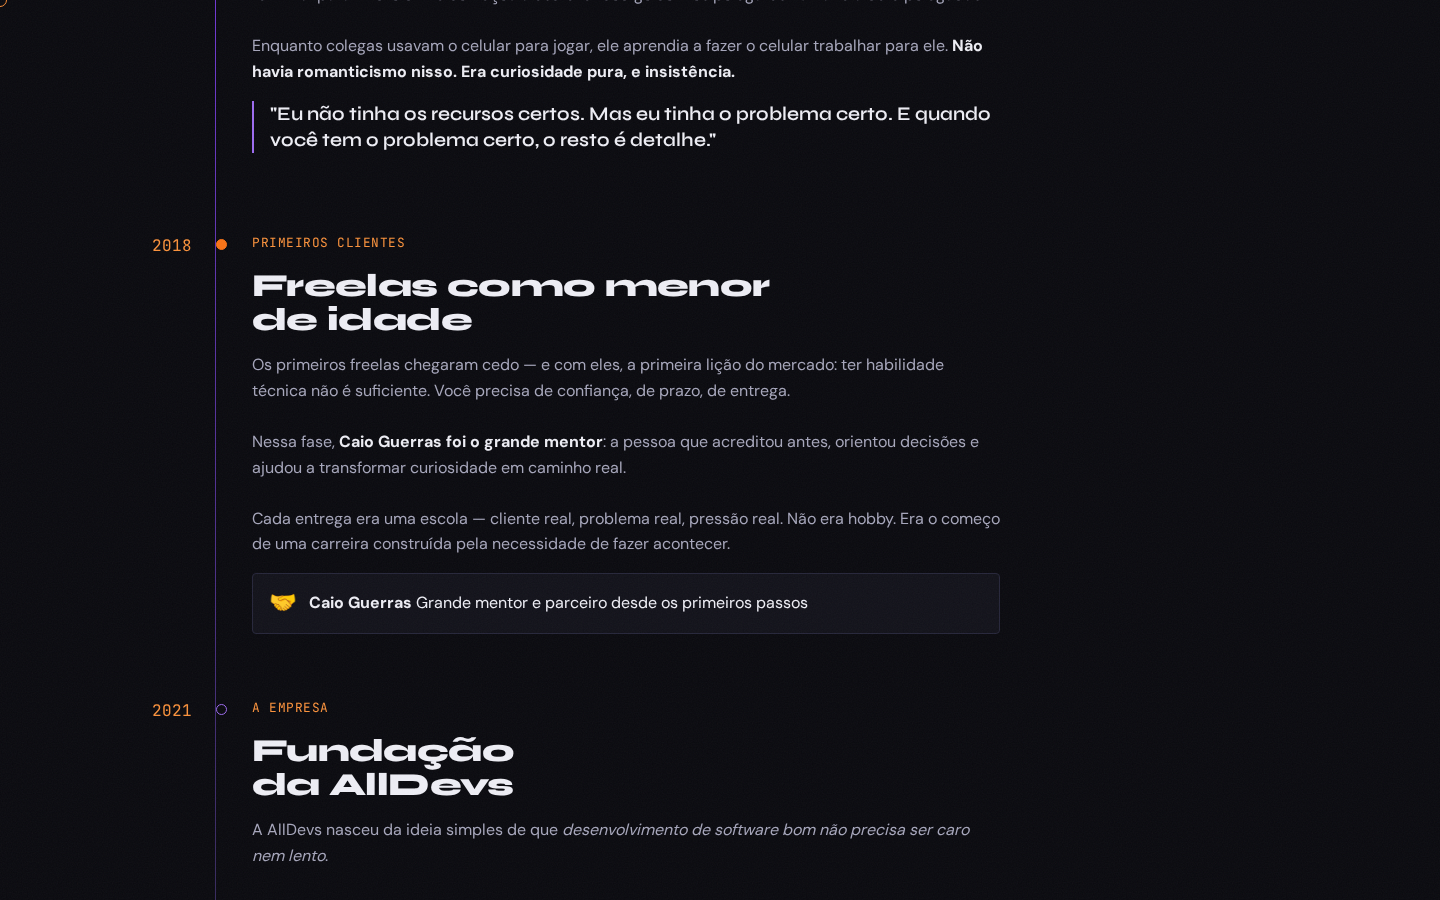 Enquanto colegas usavam o celular para jogar, ele aprendia a fazer o celular trabalhar para ele. Não
havia romanticismo nisso. Era curiosidade pura, e insistência.
"Eu não tinha os recursos certos. Mas eu tinha o problema certo. E quando
você tem o problema certo, o resto é detalhe."
2018
PRIMEIROS CLIENTES
Freelas como menor
de idade
Os primeiros freelas chegaram cedo — e com eles, a primeira lição do mercado: ter habilidade
técnica não é suficiente. Você precisa de confiança, de prazo, de entrega.
Nessa fase, Caio Guerras foi o grande mentor: a pessoa que acreditou antes, orientou decisões e
ajudou a transformar curiosidade em caminho real.
Cada entrega era uma escola — cliente real, problema real, pressão real. Não era hobby. Era o começo
de uma carreira construída pela necessidade de fazer acontecer.
🤝 Caio Guerras Grande mentor e parceiro desde os primeiros passos
2021
A EMPRESA
Fundação
da AllDevs
A AllDevs nasceu da ideia simples de que desenvolvimento de software bom não precisa ser caro
nem lento.